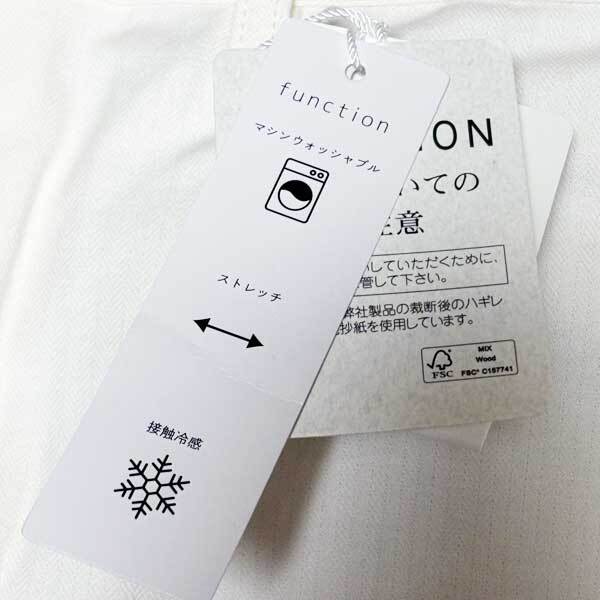 function
マシンウォッシャブル
ストレッチ
接触冷感
ION
いての
注意
していただくために、
管して下さい。
弊社製品の裁断後のハギレ
抄紙を使用しています。
FSC
MIX
Wood
FSC® C157741